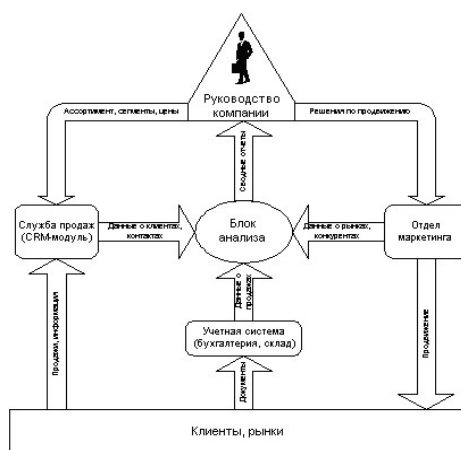 Руководство
компании
Ассортимент, сегменты, цены
Решения по продвижению
Сводные отчеты
Служба продаж
(CRM-модуль)
Данные о клиентах,
контактах
Блок
анализа
Данные о рынках,
конкурентах
Отдел
маркетинга
Данные о
продажах
Продажи, информация
Учетная система
(бухгалтерия, склад)
Продвижение
Документы
Клиенты, рынки